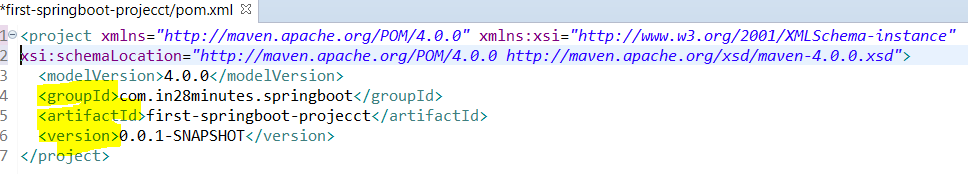 *first-springboot-projecct/pom.xml
1 <project xmlns="http://maven.apache.org/POM/4.0.0" xmlns:xsi="http://www.w3.org/2001/XMLSchema-instance"
2 xsi:schemaLocation="http://maven.apache.org/POM/4.0.0 http://maven.apache.org/xsd/maven-4.0.0.xsd">
3 <modelVersion>4.0.0</modelVersion>
4 <groupId>com.in28minutes.springboot</groupId>
5 <artifactId>first-springboot-projecct</artifactId>
6 <version>0.0.1-SNAPSHOT</version>
7 </project>